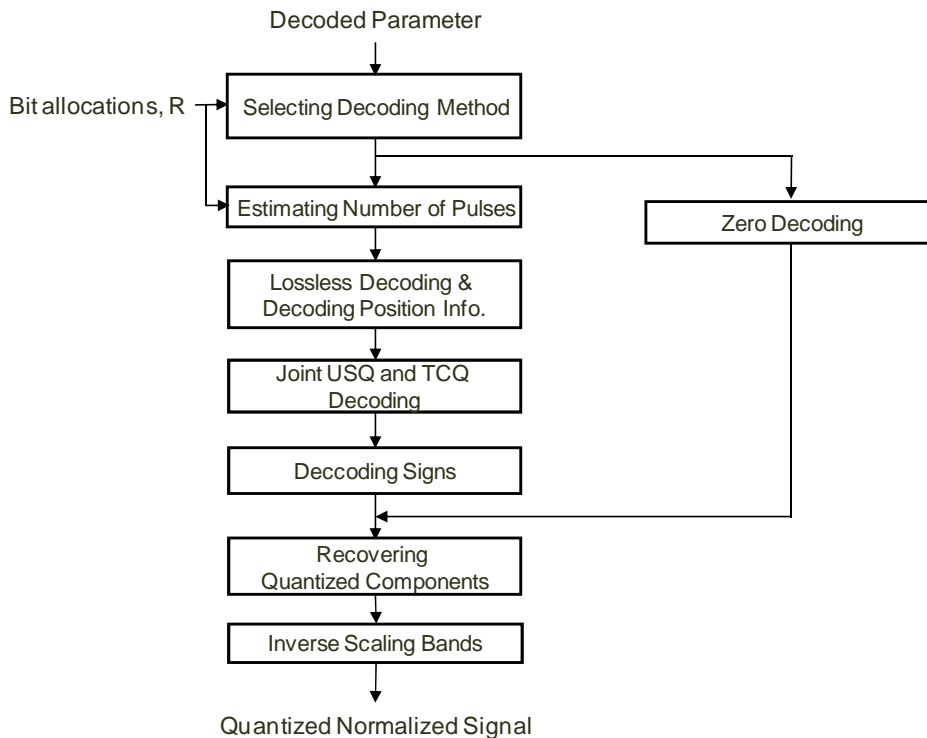 Decoded Parameter
Bit allocations, R
Selecting Decoding Method
Estimating Number of Pulses
Zero Decoding
Lossless Decoding &
Decoding Position Info.
Joint USQ and TCQ
Decoding
Deccoding Signs
Recovering
Quantized Components
Inverse Scaling Bands
Quantized Normalized Signal